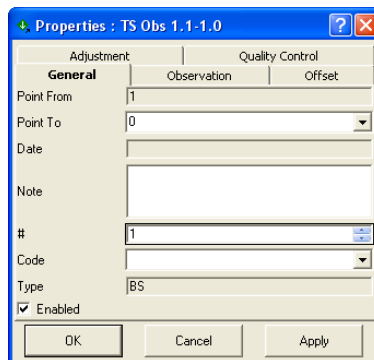 Properties : TS Obs 1.1-1.0
Adjustment Quality Control
General Observation Offset
Point From 1
Point To 0
Date
Note
# 1
Code
Type BS
Enabled
OK Cancel Apply